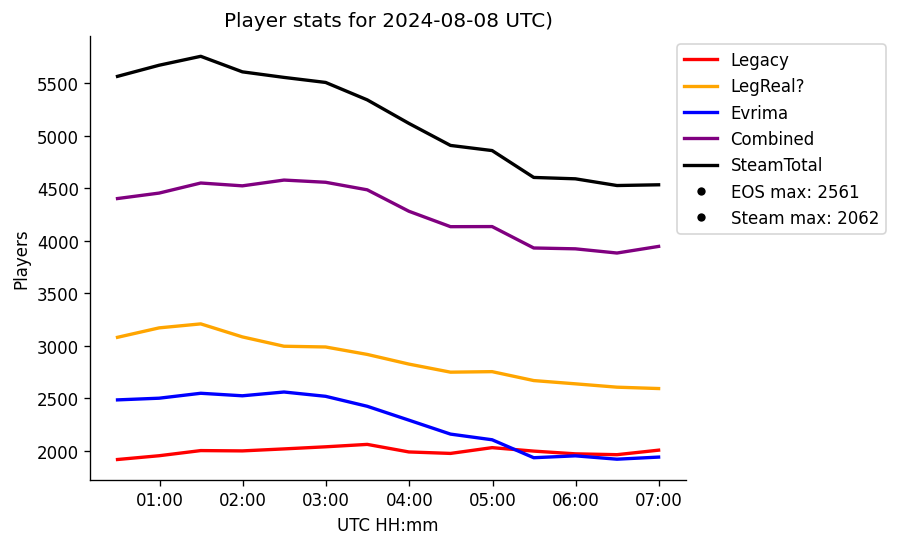 Player stats for 2024-08-08 UTC)
Legacy
LegReal?
Evrima
Combined
SteamTotal
EOS max: 2561
Steam max: 2062
Players
5500
5000
4500
4000
3500
3000
2500
2000
01:00 02:00 03:00 04:00 05:00 06:00 07:00
UTC HH:mm